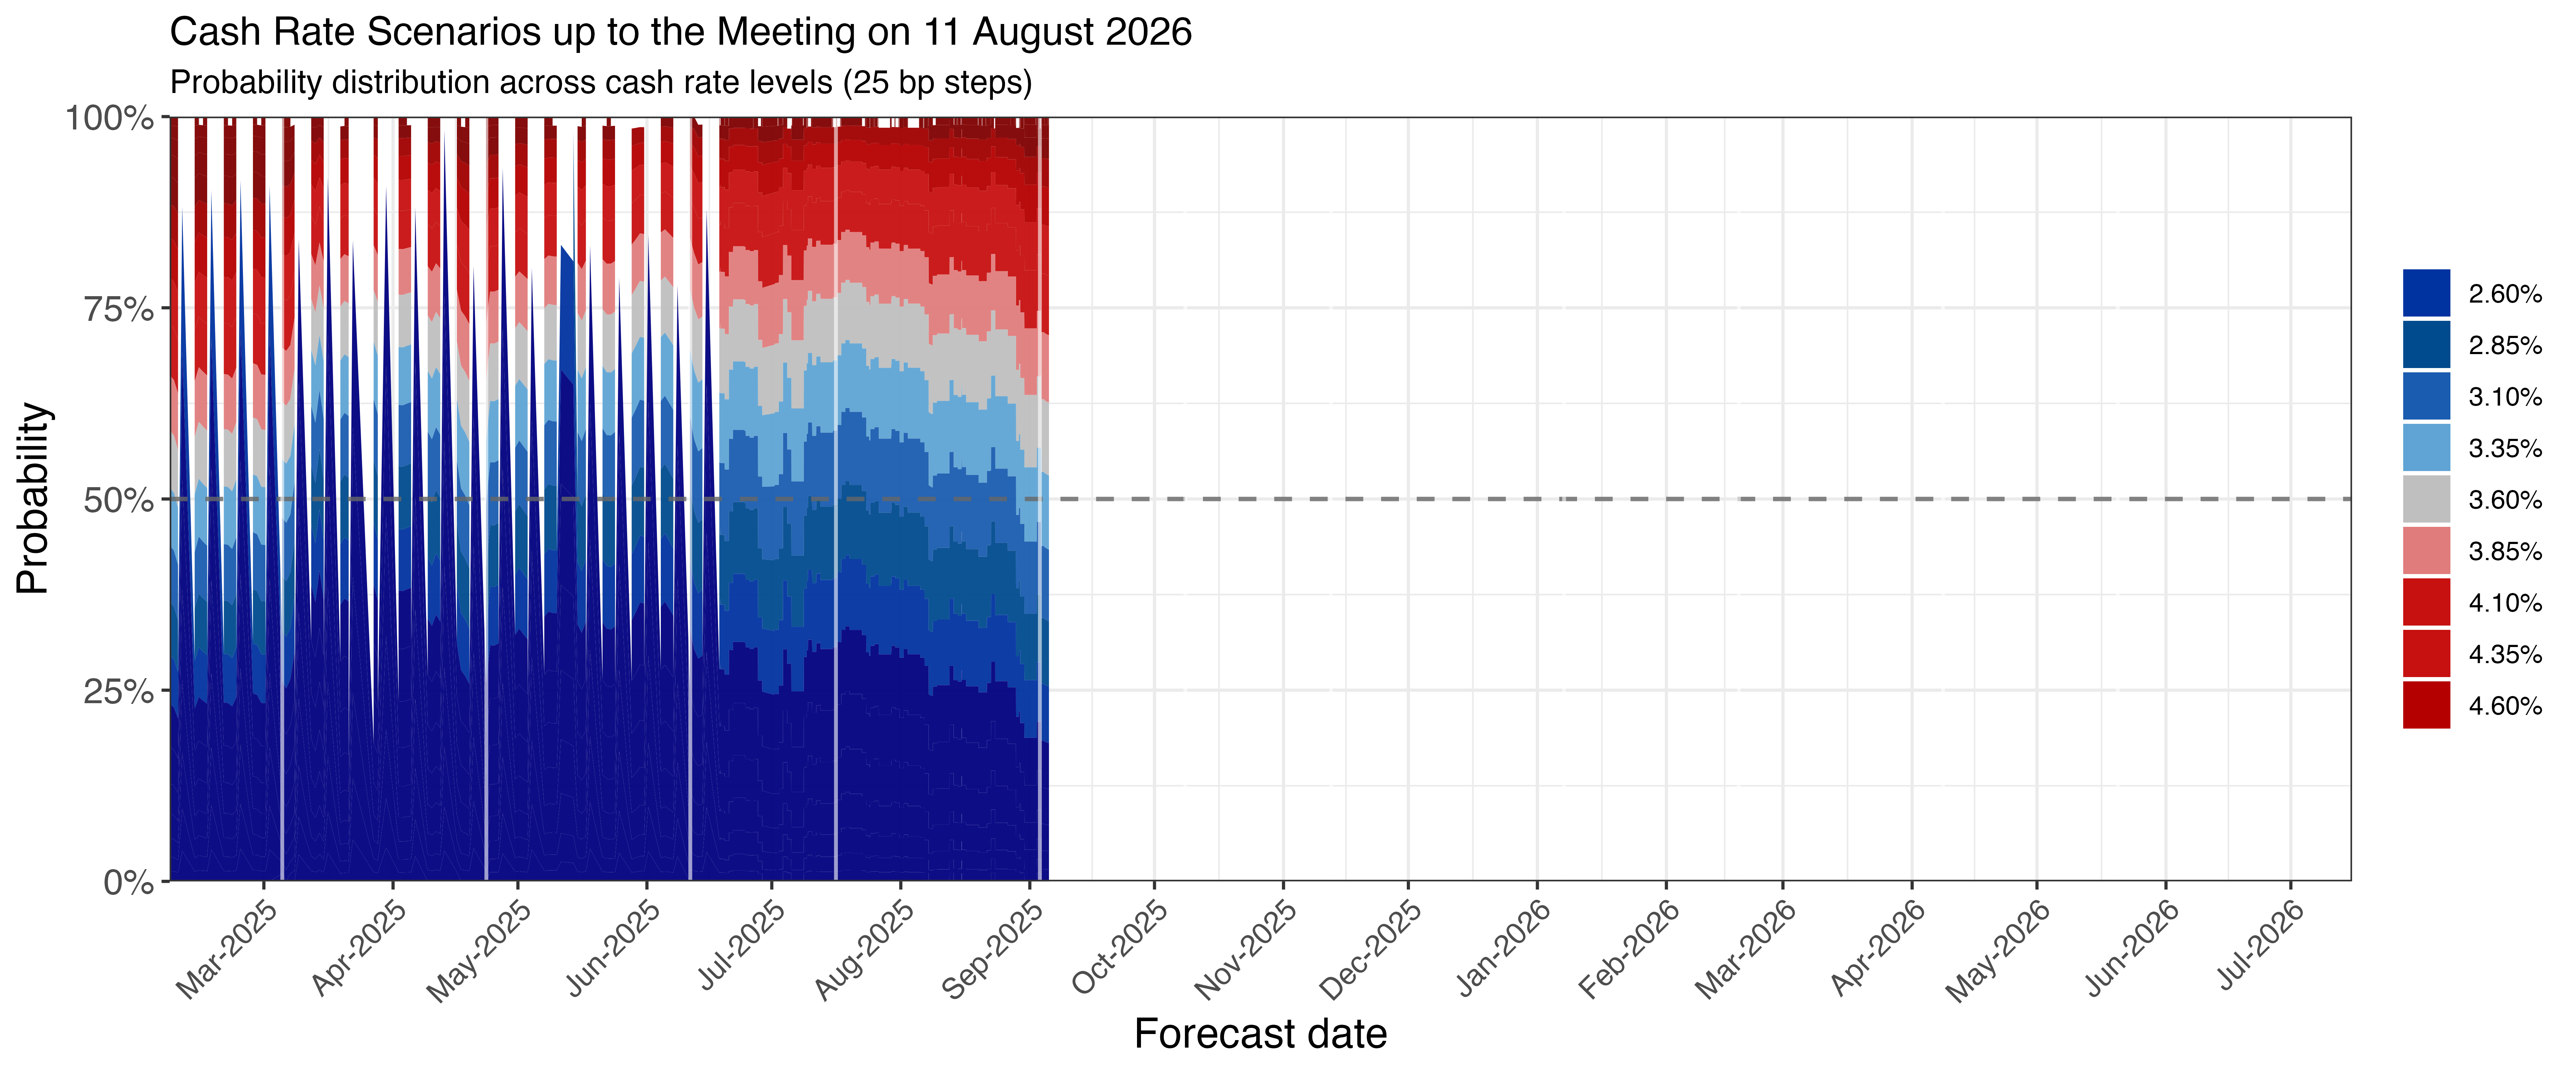 Cash Rate Scenarios up to the Meeting on 11 August 2026
Probability distribution across cash rate levels (25 bp steps)
100%
75%
50%
25%
0%
Probability
Mar-2025
Apr-2025
May-2025
Jun-2025
Jul-2025
Aug-2025
Sep-2025
Oct-2025
Nov-2025
Dec-2025
Jan-2026
Feb-2026
Mar-2026
Apr-2026
May-2026
Jun-2026
Jul-2026
Forecast date
2.60%
2.85%
3.10%
3.35%
3.60%
3.85%
4.10%
4.35%
4.60%